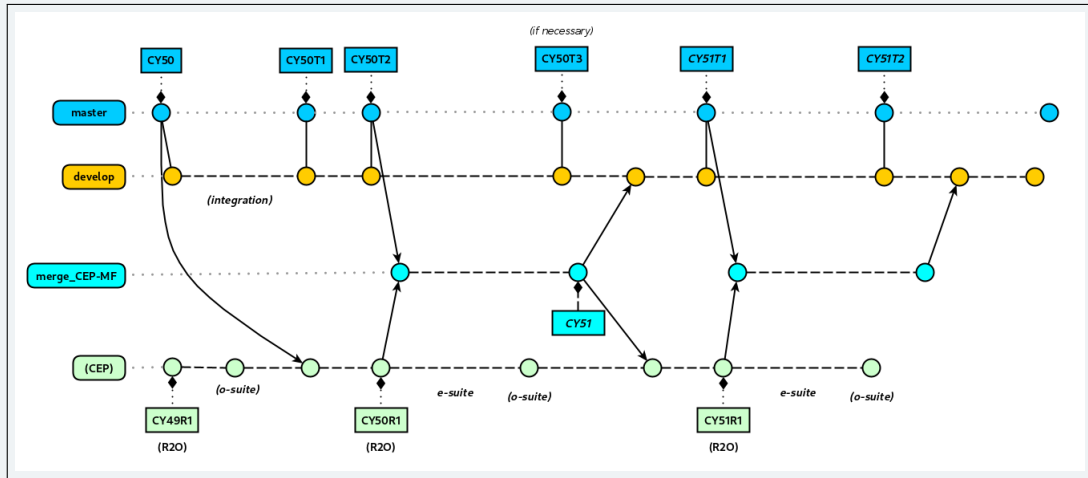 (if necessary)
CY50
CY50T1
CY50T2
CY50T3
CY51T1
CY51T2
master
develop
(integration)
merge_CEP-MF
CY51
(CEP)
(o-suite)
e-suite
(o-suite)
e-suite
(o-suite)
CY49R1
CY50R1
CY51R1
(R2O)
(R2O)
(R2O)